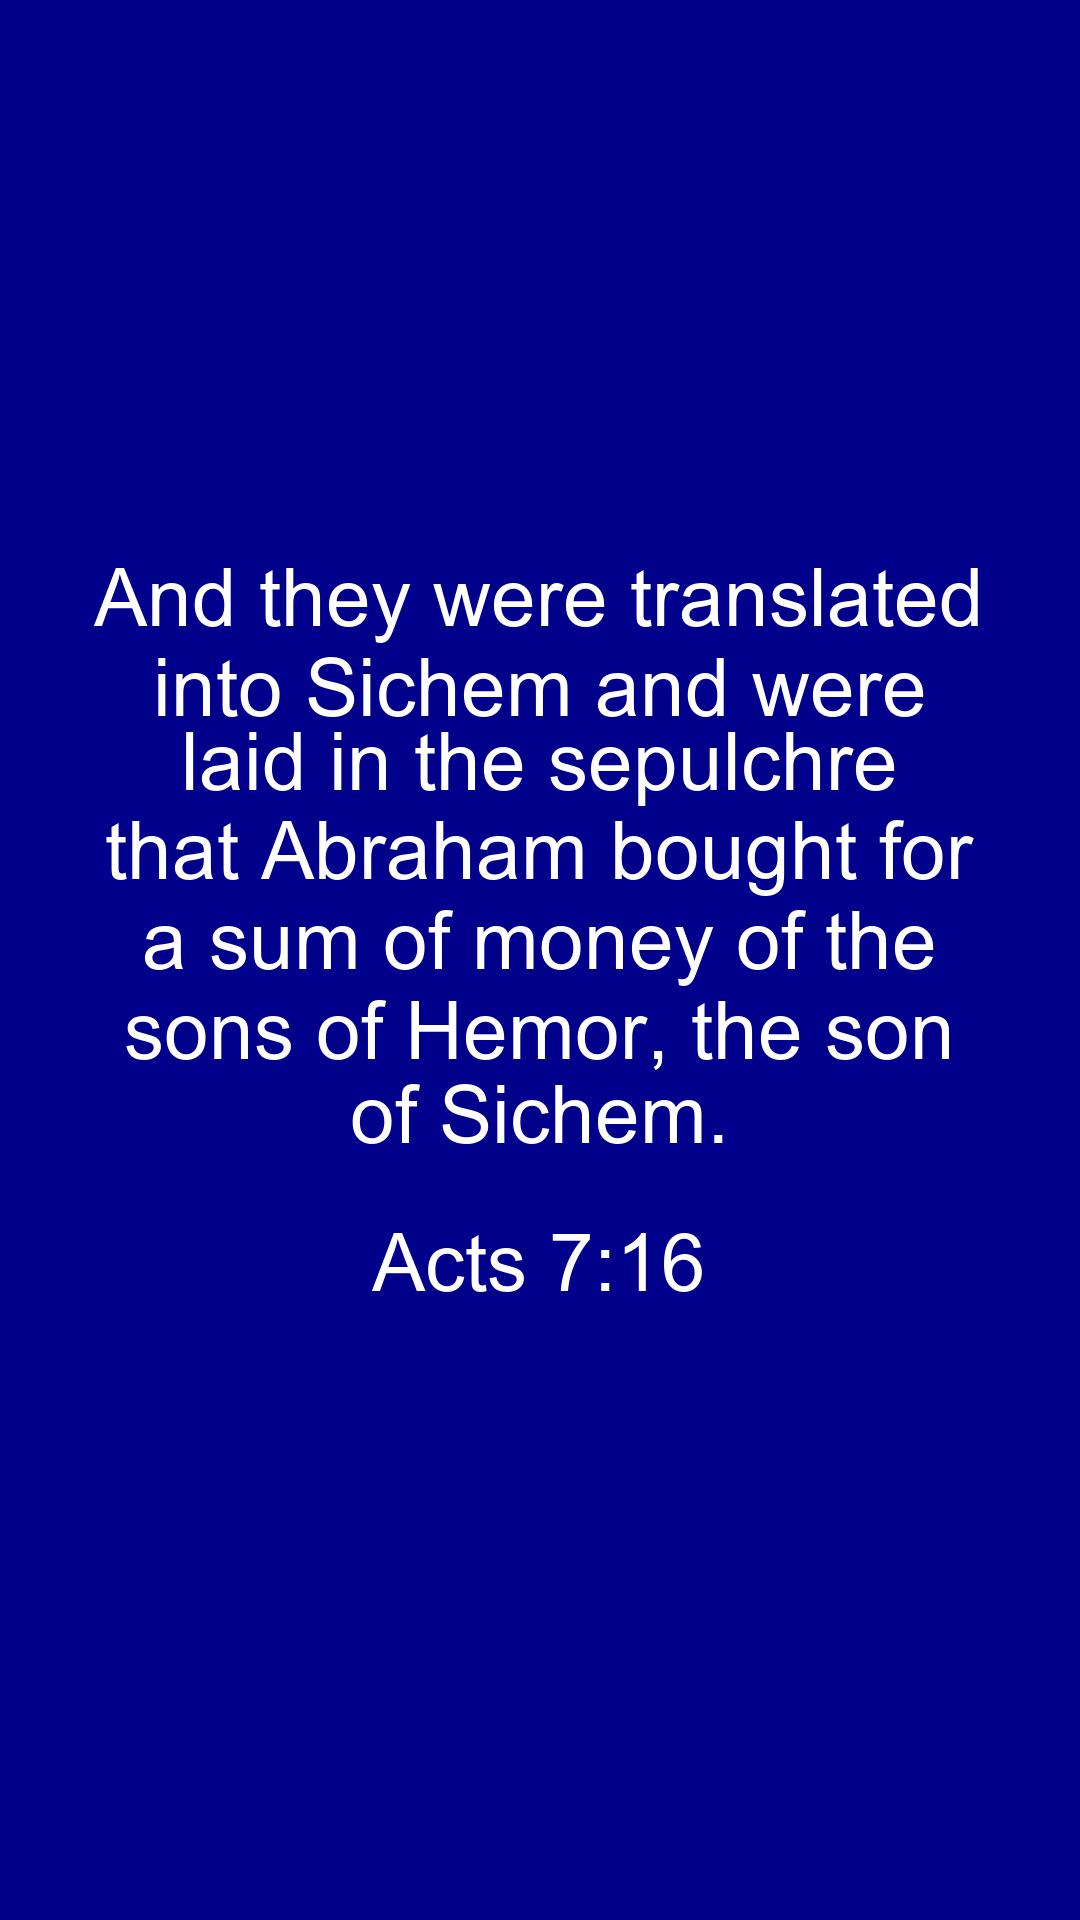 And they were translated
into Sichem and were
laid in the sepulchre
that Abraham bought for
a sum of money of the
sons of Hemor, the son
of Sichem.
Acts 7:16